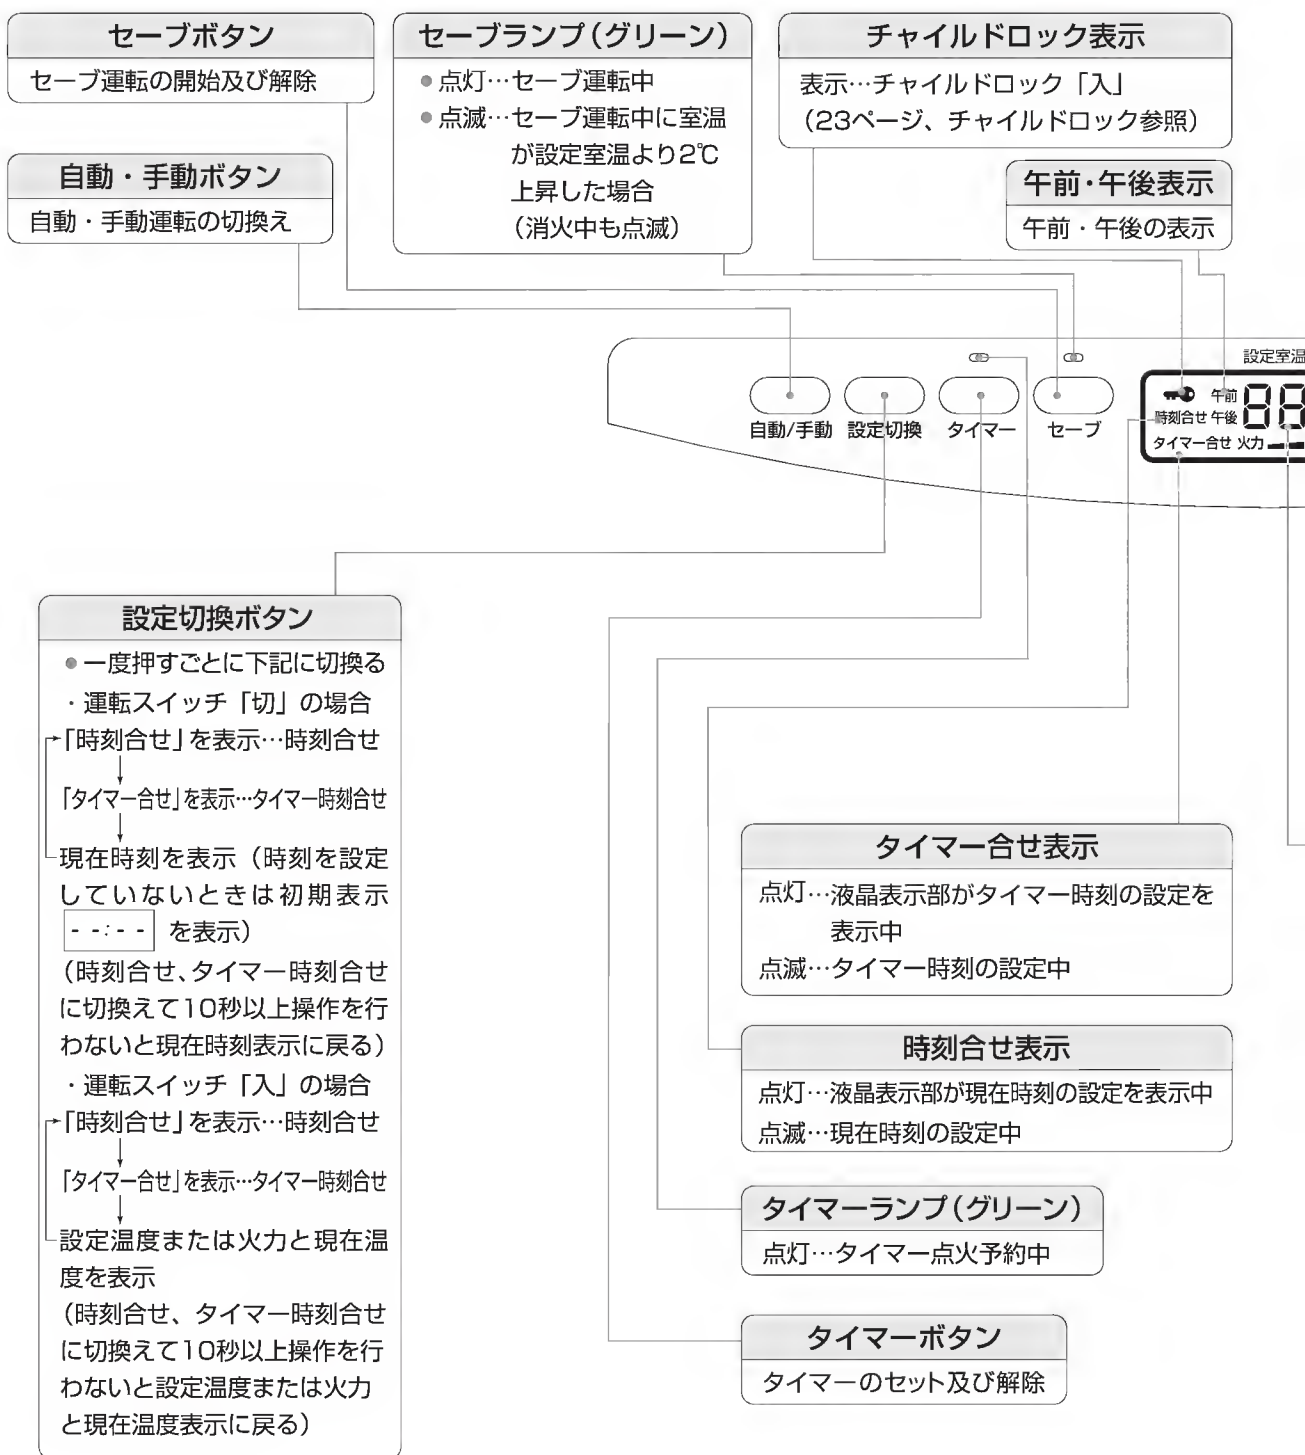 セーブボタン
セーブ運転の開始及び解除
セーブランプ(グリーン)
●点灯…セーブ運転中
●点滅…セーブ運転中に室温
が設定室温より2℃
上昇した場合
(消火中も点滅)
チャイルドロック表示
表示…チャイルドロック「入」
(23ページ、チャイルドロック参照)
自動・手動ボタン
自動・手動運転の切換え
午前・午後表示
午前・午後の表示
設定室温
午前 88
時刻合せ 午後
タイマー合せ 火力
自動/手動 設定切換 タイマー セーブ
設定切換ボタン
●一度押すごとに下記に切換る
・運転スイッチ「切」の場合
「時刻合せ」を表示…時刻合せ
「タイマー合せ」を表示…タイマー時刻合せ
現在時刻を表示(時刻を設定
していないときは初期表示
- -:- - を表示)
(時刻合せ、タイマー時刻合せ
に切換えて10秒以上操作を行
わないと現在時刻表示に戻る)
・運転スイッチ「入」の場合
「時刻合せ」を表示…時刻合せ
「タイマー合せ」を表示…タイマー時刻合せ
設定温度または火力と現在温
度を表示
(時刻合せ、タイマー時刻合せ
に切換えて10秒以上操作を行
わないと設定温度または火力
と現在温度表示に戻る)
タイマー合せ表示
点灯…液晶表示部がタイマー時刻の設定を
表示中
点滅…タイマー時刻の設定中
時刻合せ表示
点灯…液晶表示部が現在時刻の設定を表示中
点滅…現在時刻の設定中
タイマーランプ(グリーン)
点灯…タイマー点火予約中
タイマーボタン
タイマーのセット及び解除